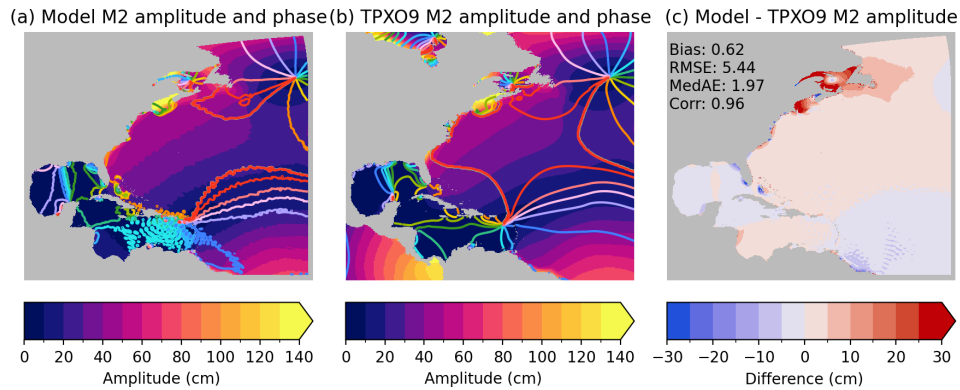 (a) Model M2 amplitude and phase
(b) TPXO9 M2 amplitude and phase
(c) Model - TPXO9 M2 amplitude
Bias: 0.62
RMSE: 5.44
MedAE: 1.97
Corr: 0.96
0 20 40 60 80 100 120 140
Amplitude (cm)
0 20 40 60 80 100 120 140
Amplitude (cm)
−30 −20 −10 0 10 20 30
Difference (cm)